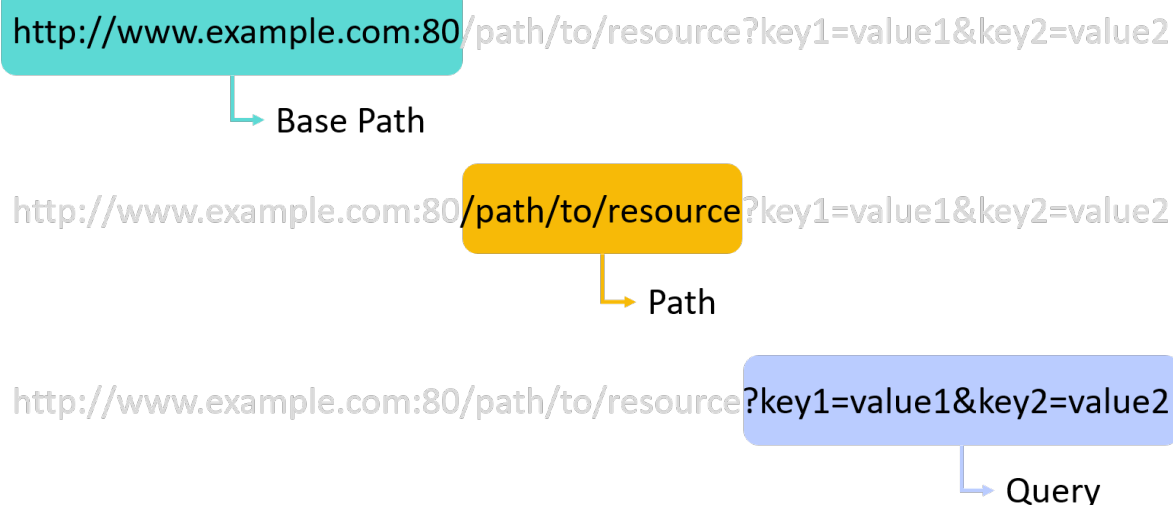 http://www.example.com:80/path/to/resource?key1=value1&key2=value2
Base Path
http://www.example.com:80/path/to/resource?key1=value1&key2=value2
Path
http://www.example.com:80/path/to/resource?key1=value1&key2=value2
Query